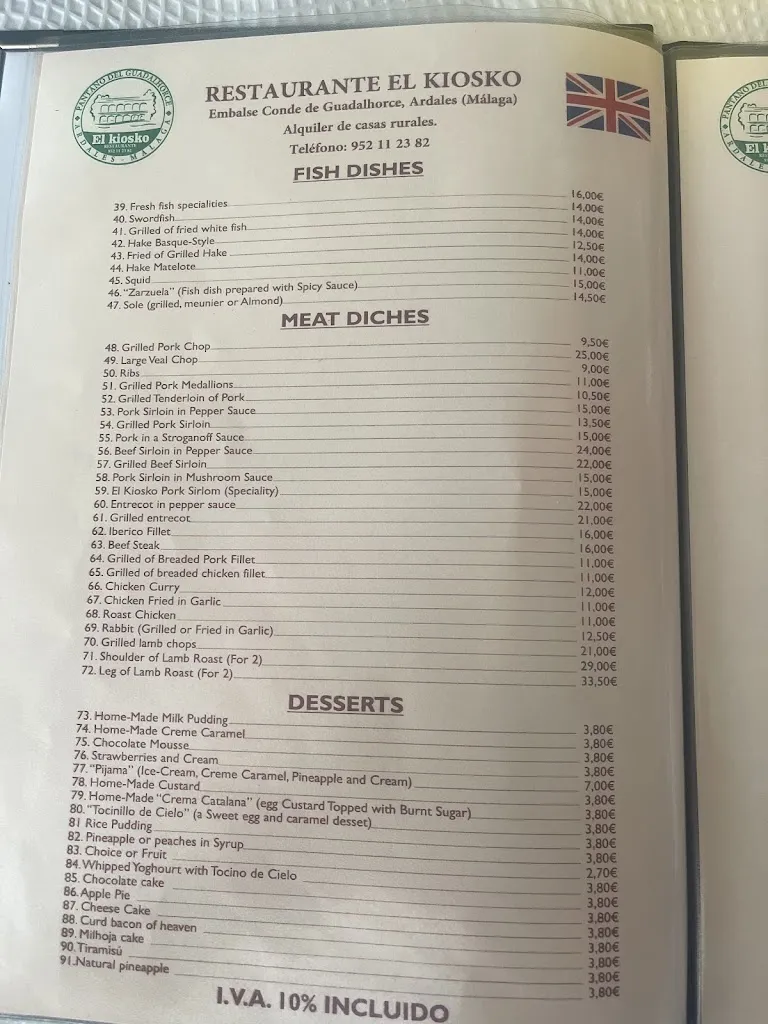 PANTANO DEL GUADALHORCE
El kiosko
RESTAURANTE
952 11 23 82
ARDALES - MALAGA
RESTAURANTE EL KIOSKO
Embalse Conde de Guadalhorce, Ardales (Málaga)
Alquiler de casas rurales.
Teléfono: 952 11 23 82
FISH DISHES
39. Fresh fish specialities 16,00€
40. Swordfish 14,00€
41. Grilled of fried white fish 14,00€
42. Hake Basque-Style 14,00€
43. Fried of Grilled Hake 12,50€
44. Hake Matelote 14,00€
45. Squid 11,00€
46. "Zarzuela" (Fish dish prepared with Spicy Sauce) 15,00€
47. Sole (grilled, meunier or Almond) 14,50€
MEAT DICHES
48. Grilled Pork Chop 9,50€
49. Large Veal Chop 25,00€
50. Ribs 9,00€
51. Grilled Pork Medallions 11,00€
52. Grilled Tenderloin of Pork 10,50€
53. Pork Sirloin in Pepper Sauce 15,00€
54. Grilled Pork Sirloin 13,50€
55. Pork in a Stroganoff Sauce 15,00€
56. Beef Sirloin in Pepper Sauce 24,00€
57. Grilled Beef Sirloin 22,00€
58. Pork Sirloin in Mushroom Sauce 15,00€
59. El Kiosko Pork Sirlom (Speciality) 15,00€
60. Entrecot in pepper sauce 22,00€
61. Grilled entrecot 21,00€
62. Iberico Fillet 16,00€
63. Beef Steak 16,00€
64. Grilled of Breaded Pork Fillet 11,00€
65. Grilled of breaded chicken fillet 11,00€
66. Chicken Curry 12,00€
67. Chicken Fried in Garlic 11,00€
68. Roast Chicken 11,00€
69. Rabbit (Grilled or Fried in Garlic) 12,50€
70. Grilled lamb chops 21,00€
71. Shoulder of Lamb Roast (For 2) 29,00€
72. Leg of Lamb Roast (For 2) 33,50€
DESSERTS
73. Home-Made Milk Pudding 3,80€
74. Home-Made Creme Caramel 3,80€
75. Chocolate Mousse 3,80€
76. Strawberries and Cream 3.80€
77. "Pijama" (Ice-Cream, Creme Caramel, Pineapple and Cream) 7,00€
78. Home-Made Custard 3,80€
79. Home-Made "Crema Catalana" (egg Custard Topped with Burnt Sugar) 3,80€
80. "Tocinillo de Cielo" (a Sweet egg and caramel desset) 3,80€
81 Rice Pudding 3,80€
82. Pineapple or peaches in Syrup 3,80€
83. Choice or Fruit 2,70€
84. Whipped Yoghourt with Tocino de Cielo 3,80€
85. Chocolate cake 3,80€
86. Apple Pie 3,80€
87. Cheese Cake 3,80€
88. Curd bacon of heaven 3,80€
89. Milhoja cake 3,80€
90. Tiramisú 3,80€
91. Natural pineapple 3,80€
I.V.A. 10% INCLUIDO